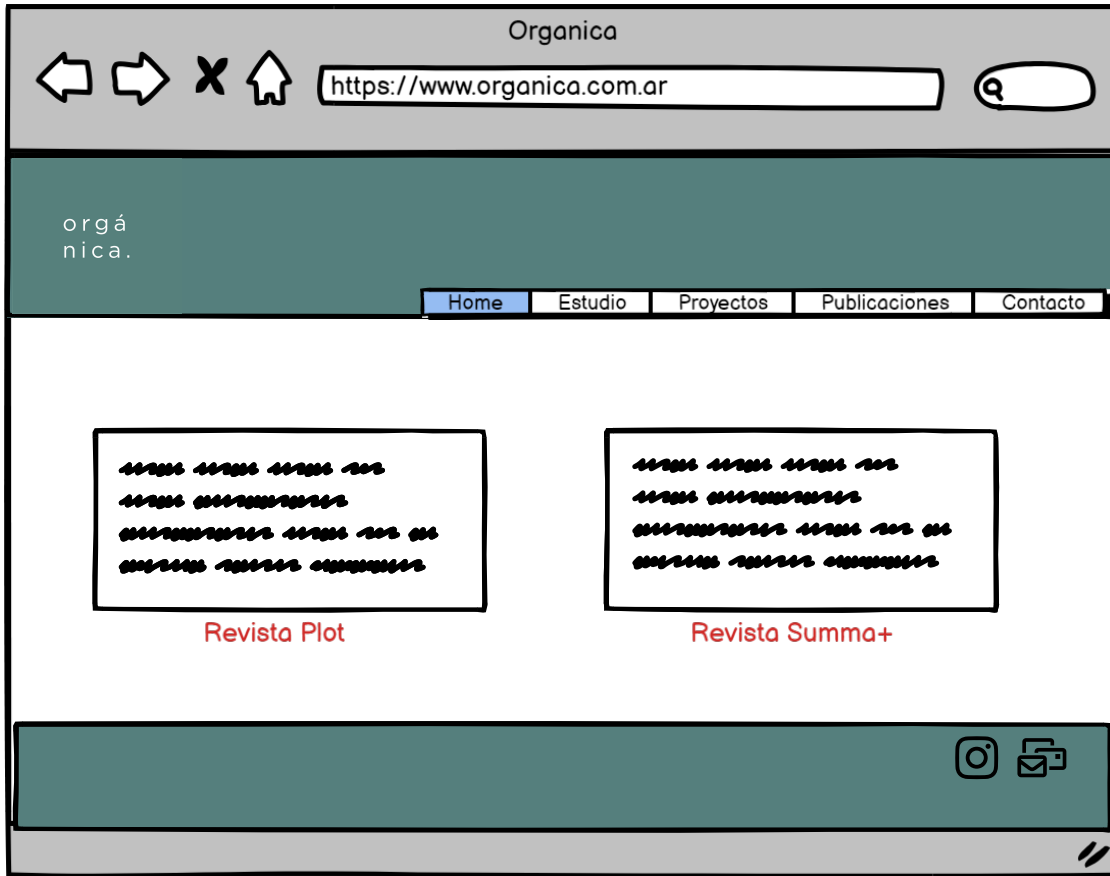 Organica
https://www.organica.com.ar
orgá
nica.
Home Estudio Proyectos Publicaciones Contacto
Revista Plot Revista Summa+